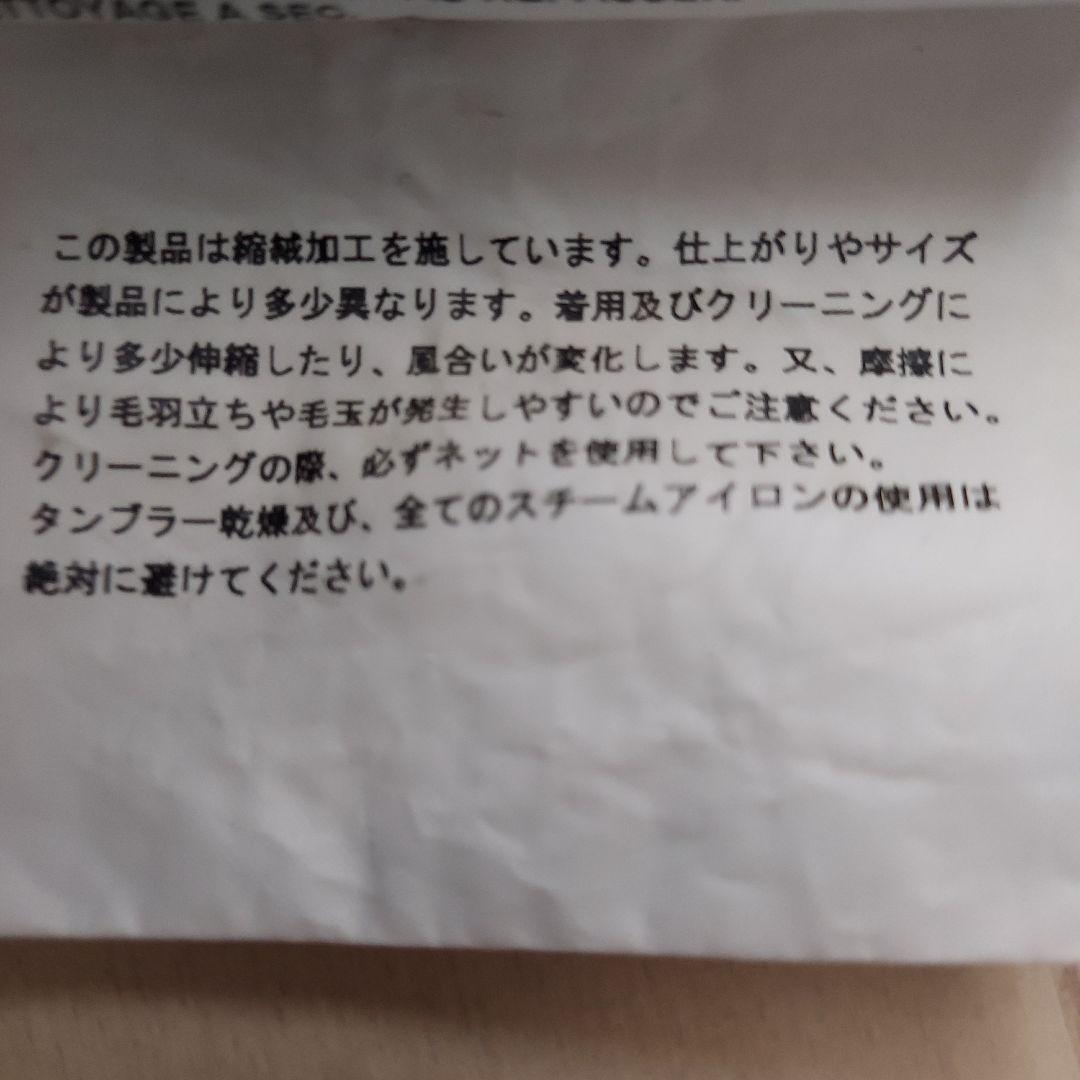 NETTOYAGE A SEC.
この製品は縮絨加工を施しています。仕上がりやサイズ
が製品により多少異なります。着用及びクリーニングに
より多少伸縮したり、風合いが変化します。又、摩擦に
より毛羽立ちや毛玉が発生しやすいのでご注意ください。
クリーニングの際、必ずネットを使用して下さい。
タンブラー乾燥及び、全てのスチームアイロンの使用は
絶対に避けてください。